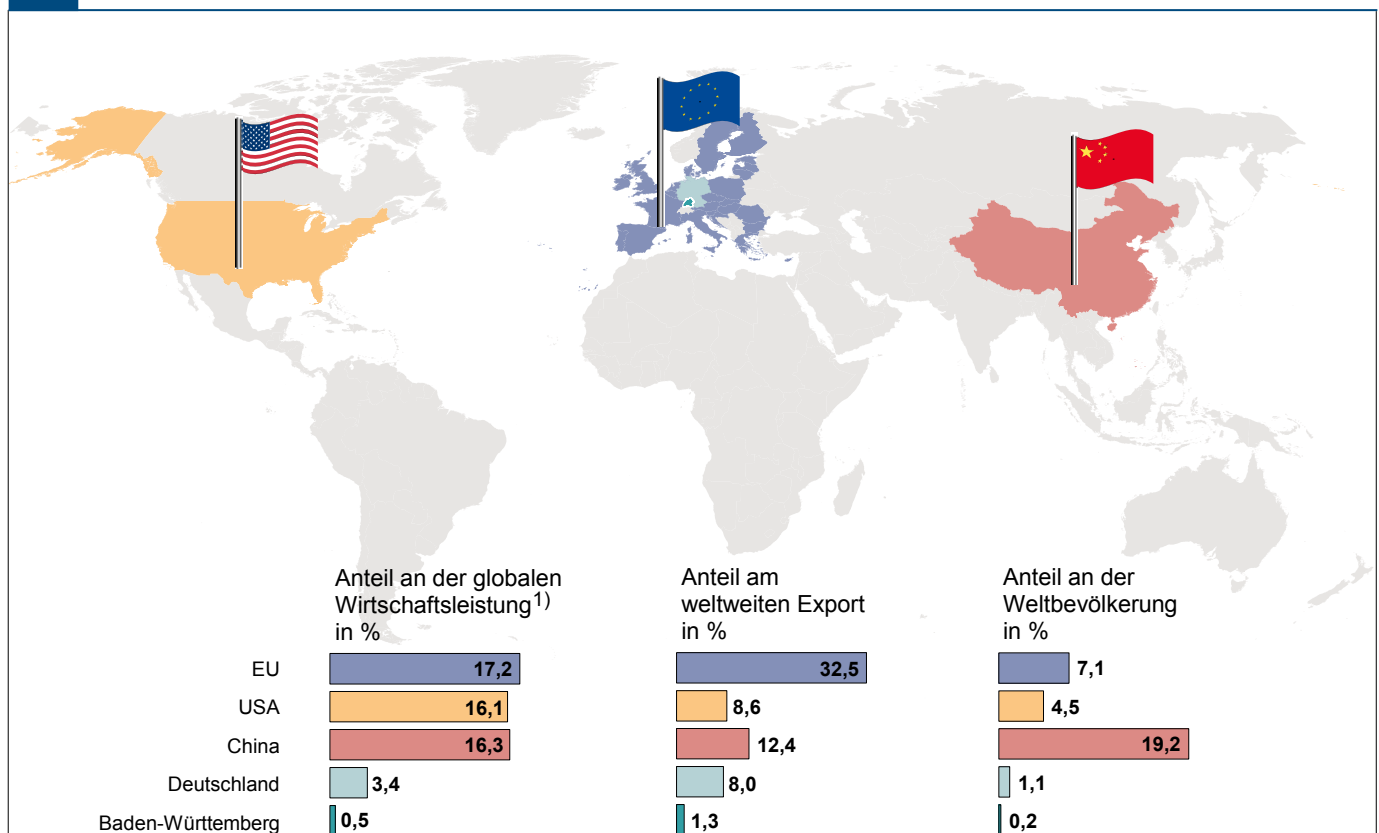 Anteil an der globalen
Wirtschaftsleistung1)
in %
Anteil am
weltweiten Export
in %
Anteil an der
Weltbevölkerung
in %
EU 17,2 32,5 7,1
USA 16,1 8,6 4,5
China 16,3 12,4 19,2
Deutschland 3,4 8,0 1,1
Baden-Württemberg 0,5 1,3 0,2